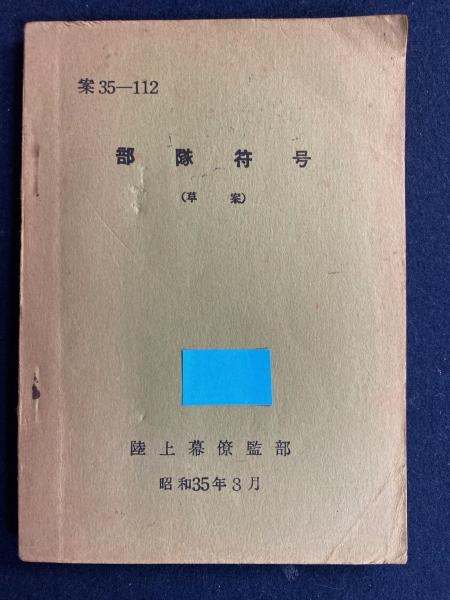 案35―112
部隊符号
(草案)
陸上幕僚監部
昭和35年3月